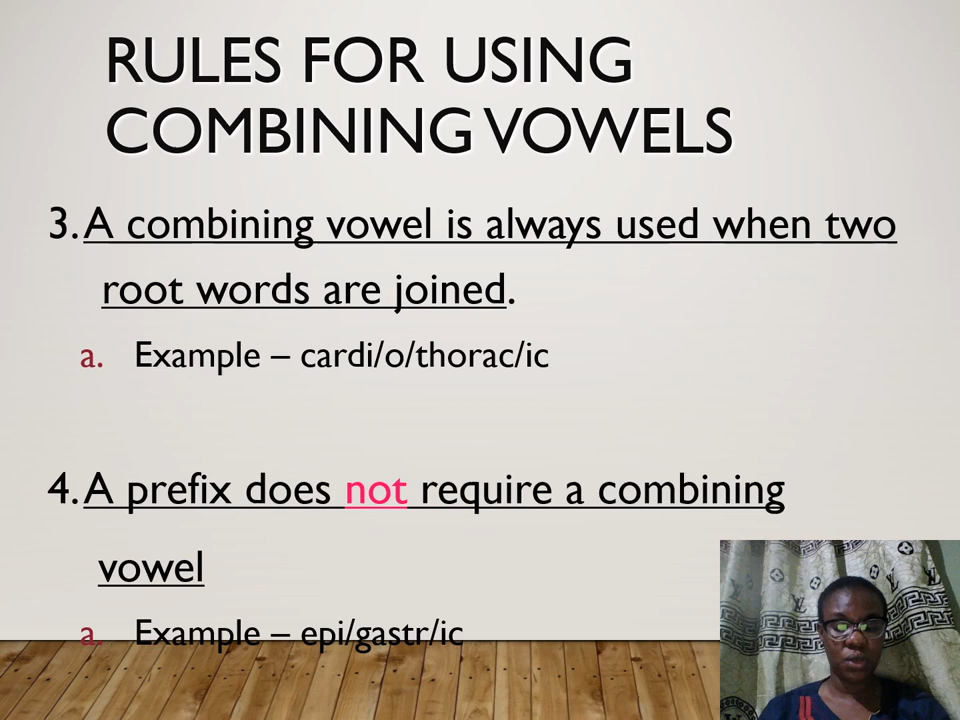 RULES FOR USING
COMBINING VOWELS
3. A combining vowel is always used when two
root words are joined.
a. Example – cardi/o/thorac/ic
4. A prefix does not require a combining
vowel
a. Example – epi/gastr/ic